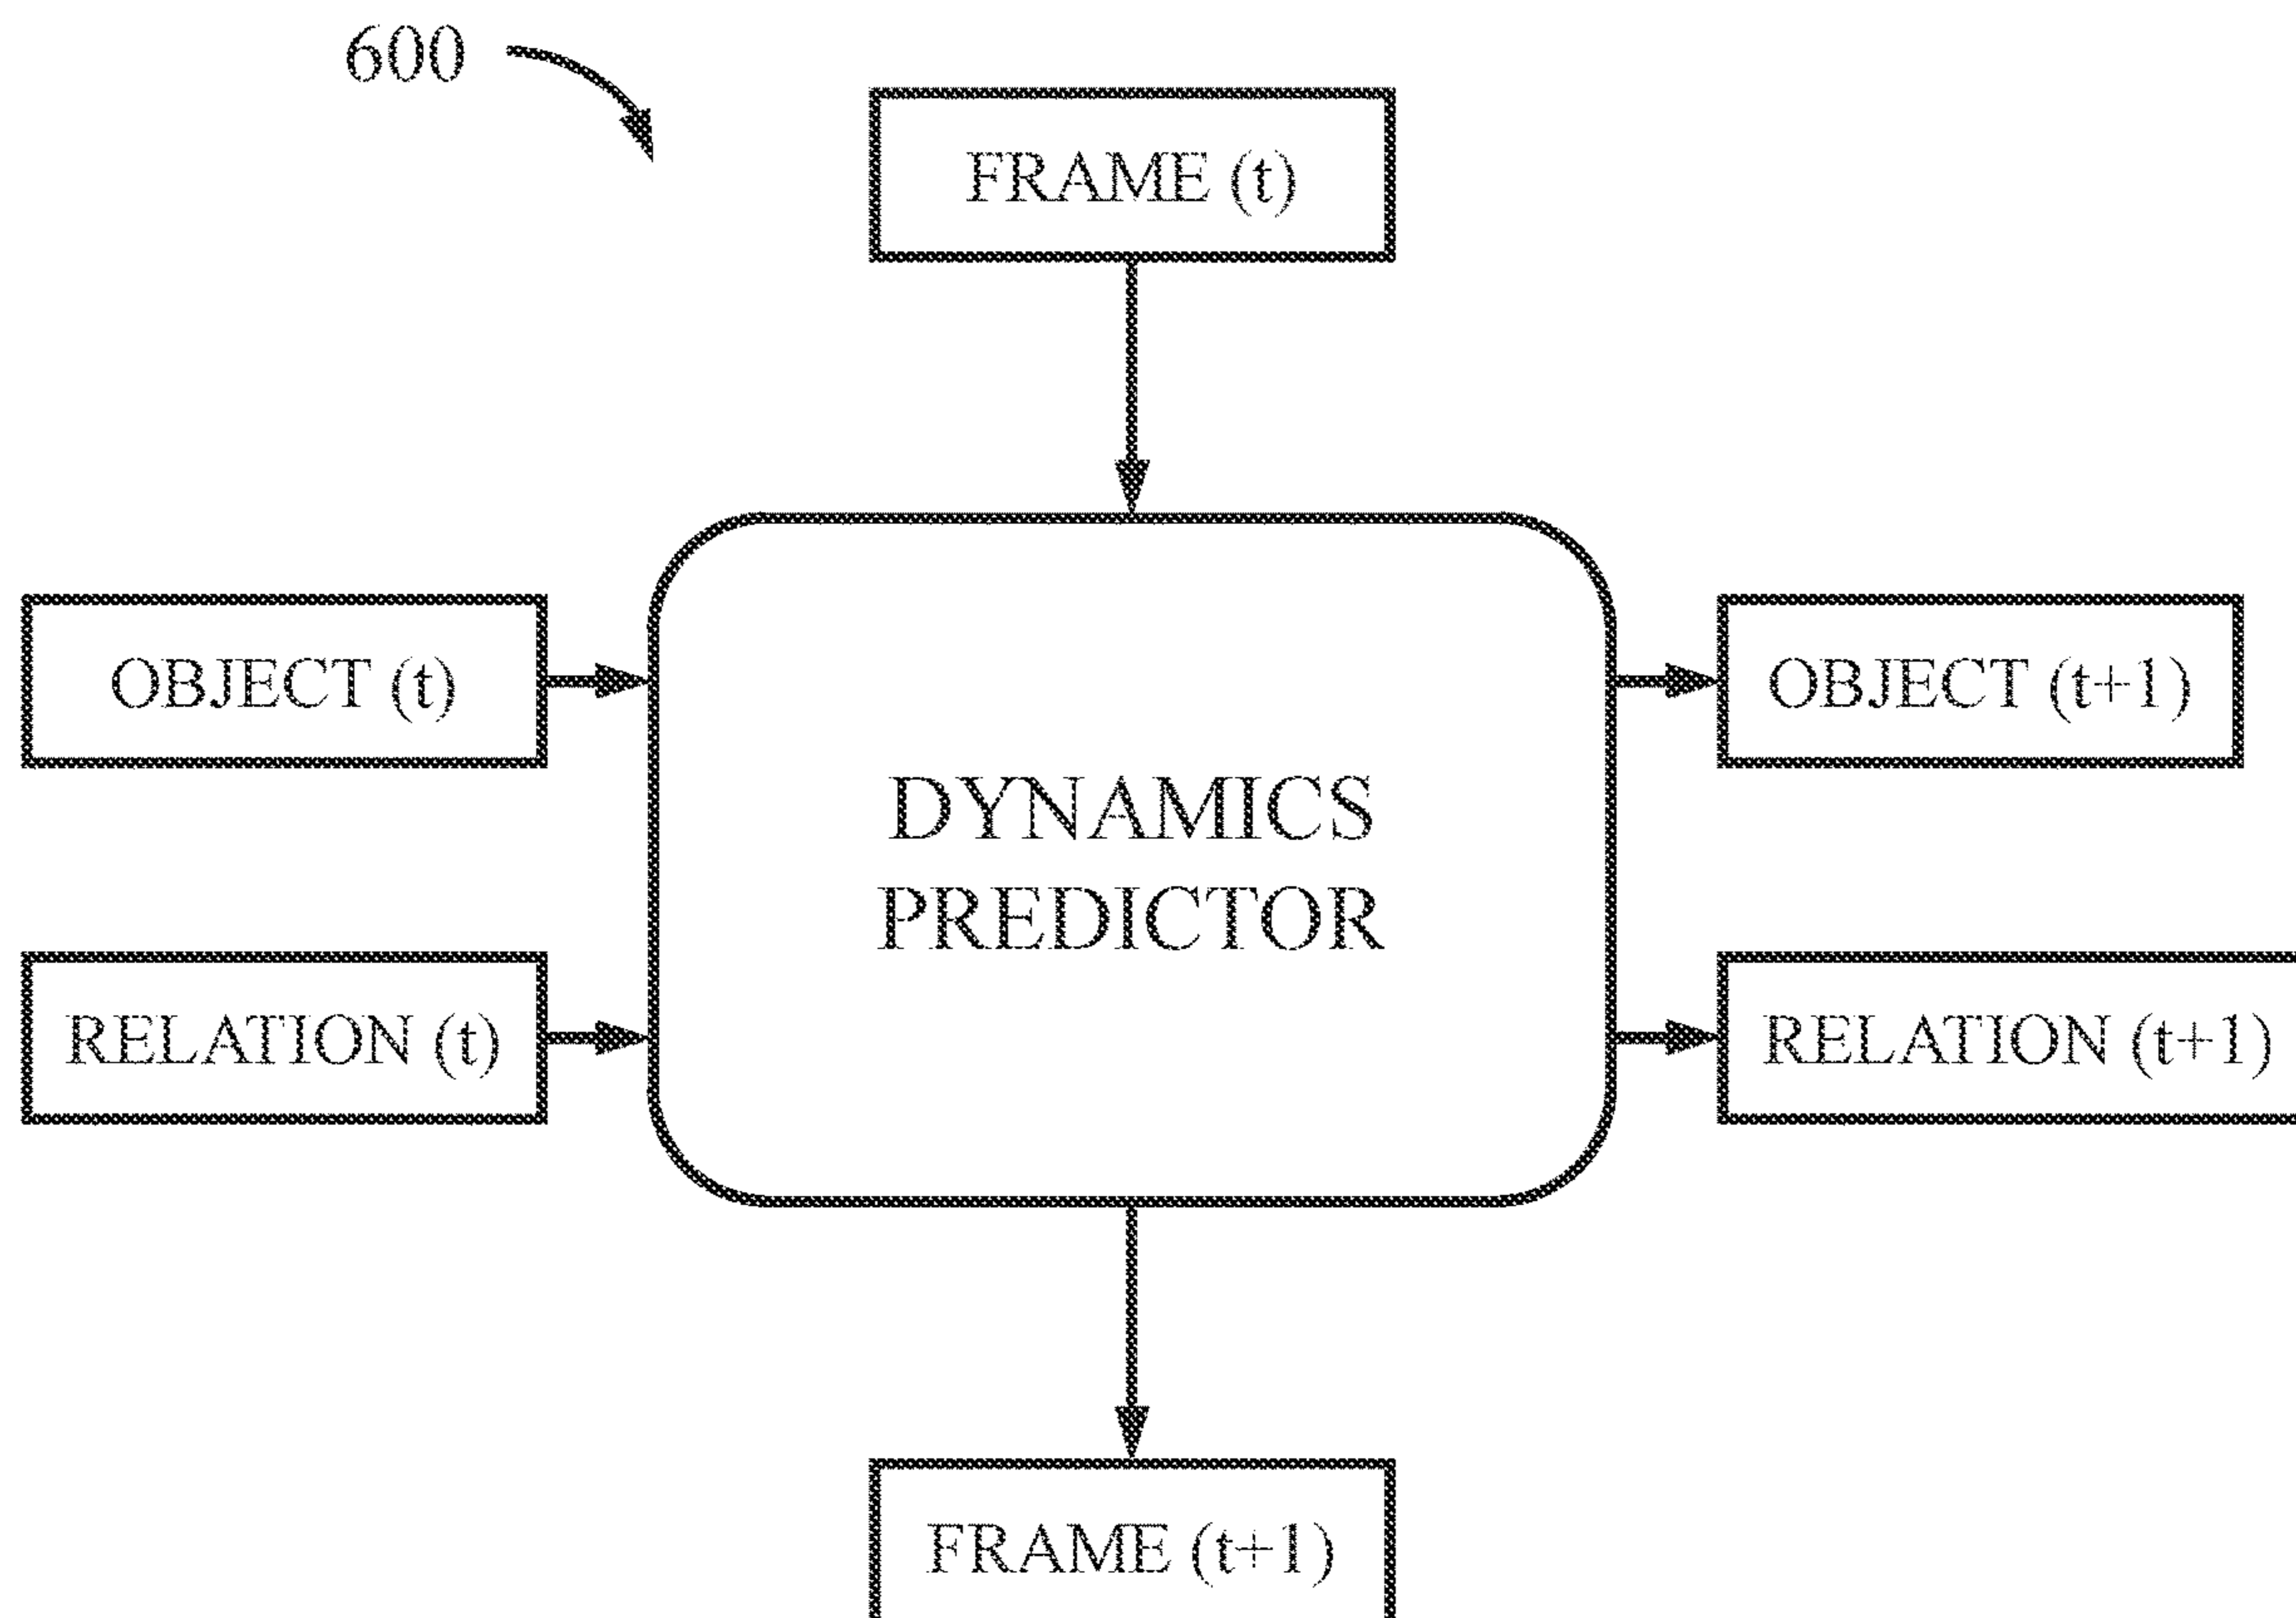 600
FRAME (t)
OBJECT (t)
OBJECT (t+1)
DYNAMICS
PREDICTOR
RELATION (t)
RELATION (t+1)
FRAME (t+1)